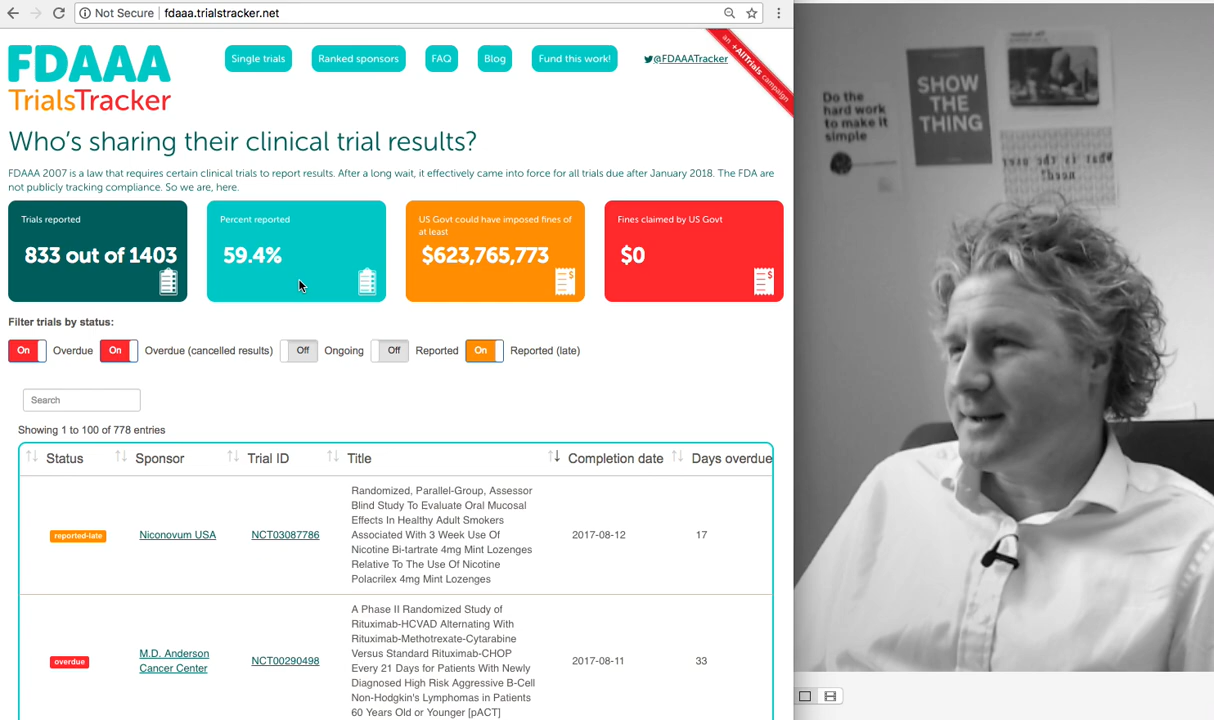 Not Secure | fdaaa.trialstracker.net
FDAAA
TrialsTracker
Single trials
Ranked sponsors
FAQ
Blog
Fund this work!
@FDAAATracker
an +AllTrials campaign
Who's sharing their clinical trial results?
FDAAA 2007 is a law that requires certain clinical trials to report results. After a long wait, it effectively came into force for all trials due after January 2018. The FDA are
not publicly tracking compliance. So we are, here.
Trials reported
833 out of 1403
Percent reported
59.4%
US Govt could have imposed fines of
at least
$623,765,773
Fines claimed by US Govt
$0
Filter trials by status:
On Overdue On Overdue (cancelled results) Off Ongoing Off Reported On Reported (late)
Search
Showing 1 to 100 of 778 entries
Status Sponsor Trial ID Title Completion date Days overdue
reported-late
Niconovum USA
NCT03087786
Randomized, Parallel-Group, Assessor
Blind Study To Evaluate Oral Mucosal
Effects In Healthy Adult Smokers
Associated With 3 Week Use Of
Nicotine Bi-tartrate 4mg Mint Lozenges
Relative To The Use Of Nicotine
Polacrilex 4mg Mint Lozenges
2017-08-12
17
overdue
M.D. Anderson
Cancer Center
NCT00290498
A Phase II Randomized Study of
Rituximab-HCVAD Alternating With
Rituximab-Methotrexate-Cytarabine
Versus Standard Rituximab-CHOP
Every 21 Days for Patients With Newly
Diagnosed High Risk Aggressive B-Cell
Non-Hodgkin's Lymphomas in Patients
60 Years Old or Younger [pACT]
2017-08-11
33
Do the
hard work
to make it
simple
SHOW
THE
THING